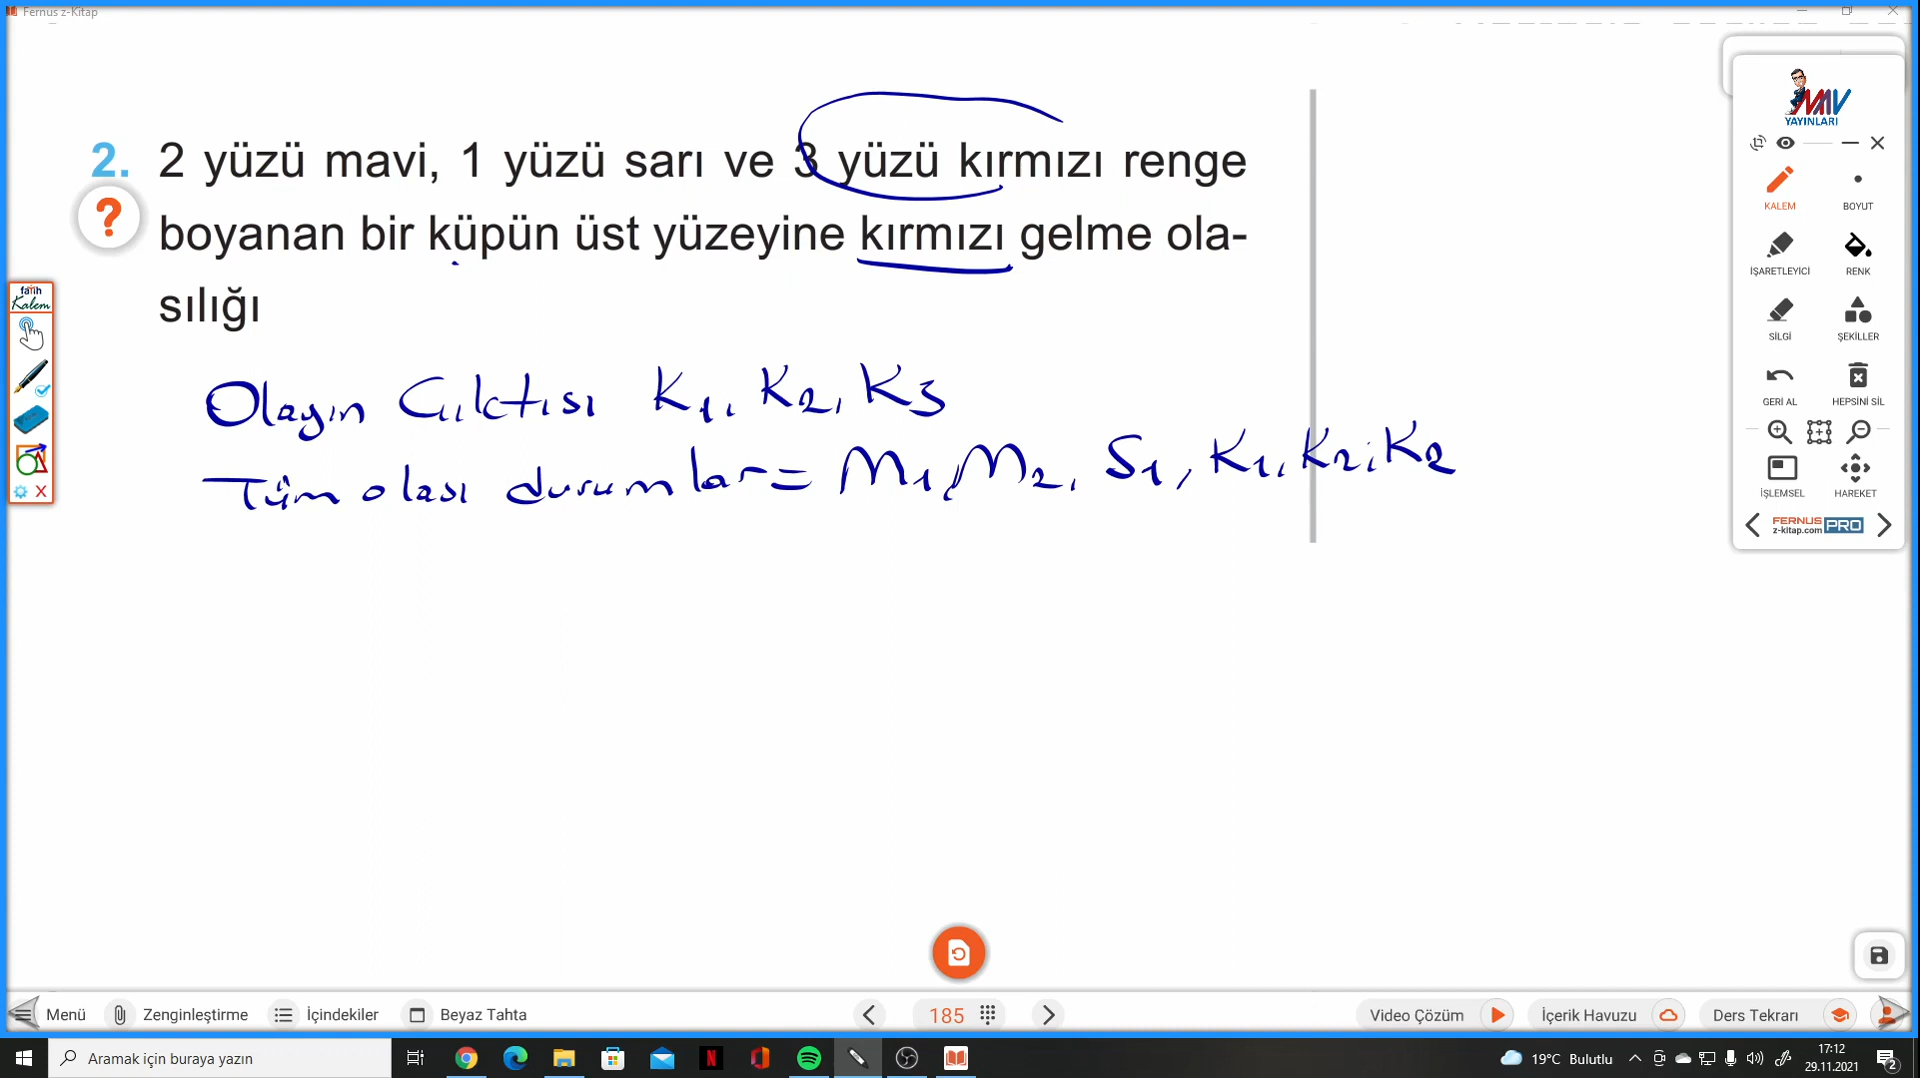 Fernus z-Kitap
MAV
YAYINLARI
2. 2 yüzü mavi, 1 yüzü sarı ve 3 yüzü kırmızı renge
boyanan bir küpün üst yüzeyine kırmızı gelme ola-
sılığı
?
Olayın Çıktısı K1, K2, K3
Tüm olası durumlar = M1, M2, S1, K1, K2, K2
fatih
Kalem
X
KALEM
BOYUT
İŞARETLEYİCİ
RENK
SİLGİ
ŞEKİLLER
GERİ AL
HEPSİNİ SİL
İŞLEMSEL
HAREKET
FERNUS
z-kitap.com PRO
Menü
Zenginleştirme
İçindekiler
Beyaz Tahta
185
Video Çözüm
İçerik Havuzu
Ders Tekrarı
Aramak için buraya yazın
19°C Bulutlu
17:12
29.11.2021
2